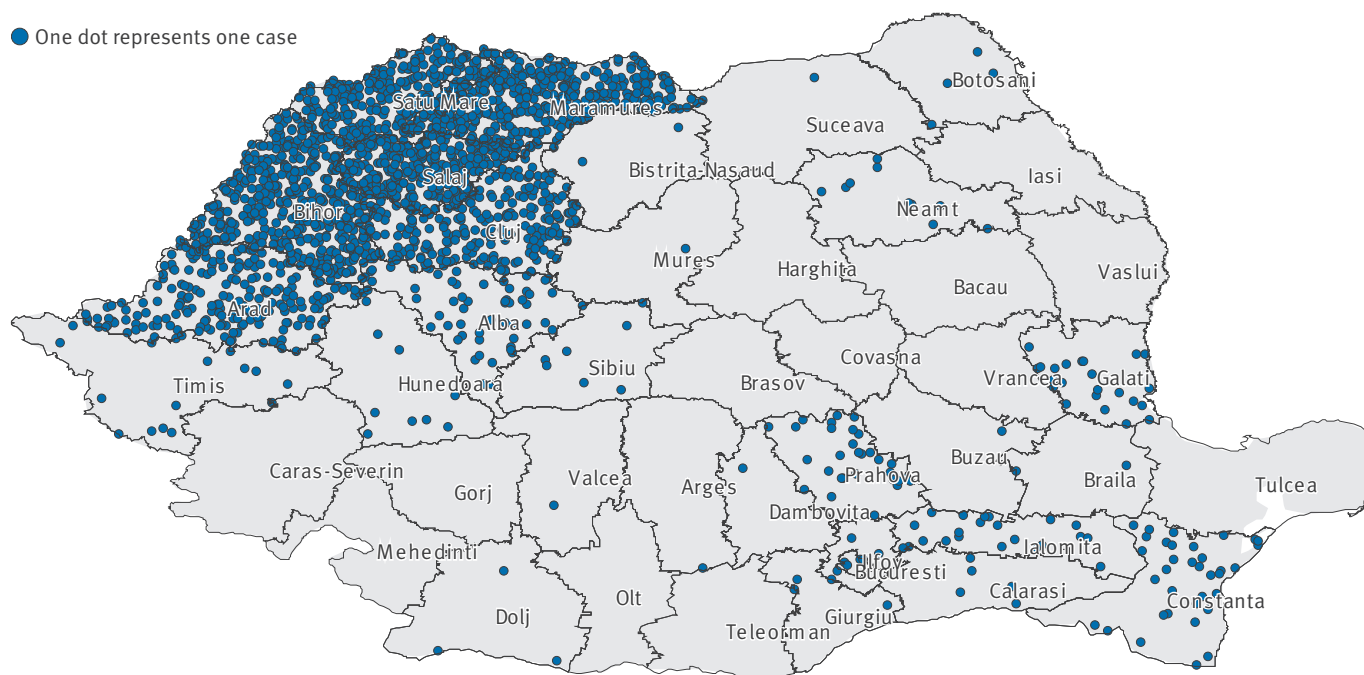 One dot represents one case
Botosani
Satu Mare
Maramures
Suceava
Bistrita-Nasaud
Iasi
Salaj
Bihor
Neamt
Cluj
Mures
Harghita
Vaslui
Bacau
Arad
Alba
Covasna
Sibiu
Timis
Hunedoara
Brasov
Vrancea
Galati
Caras-Severin
Valcea
Buzau
Prahova
Braila
Gorj
Arges
Tulcea
Dambovita
Mehedinti
Ialomita
Ilfov
Bucuresti
Calarasi
Constanta
Olt
Dolj
Giurgiu
Teleorman